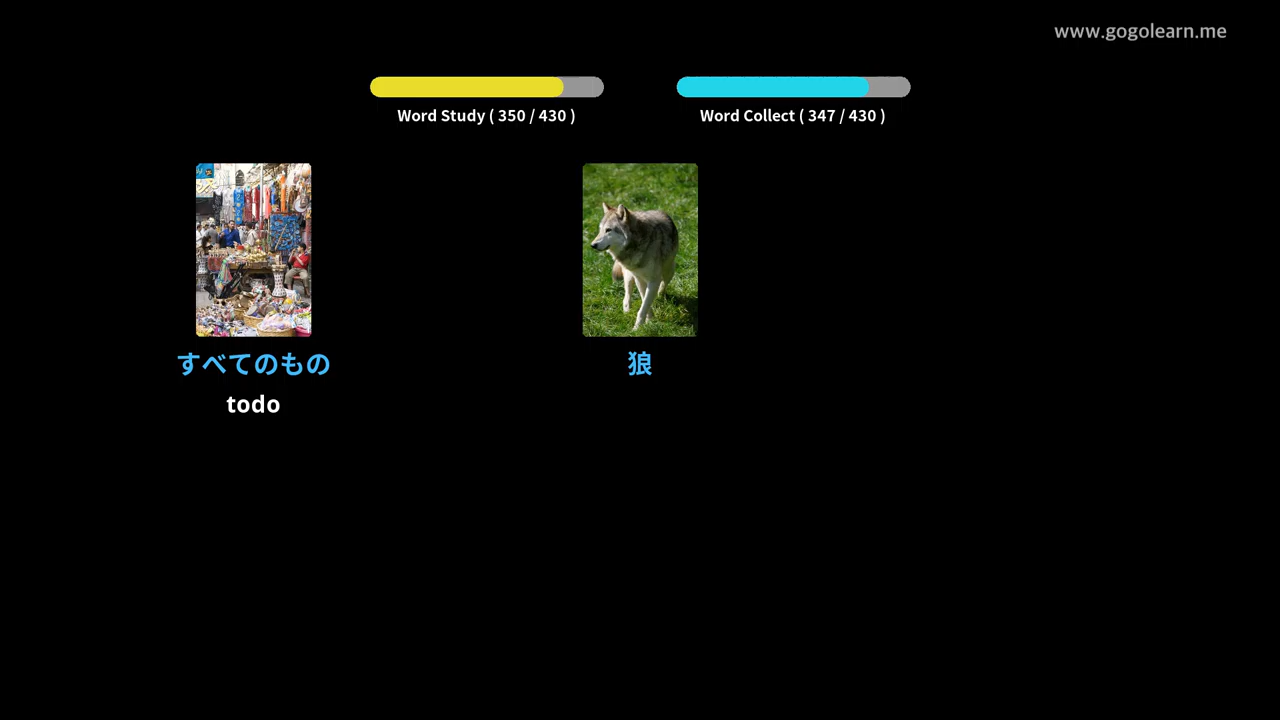 www.gogolearn.me
Word Study ( 350 / 430 )
Word Collect ( 347 / 430 )
すべてのもの
狼
todo